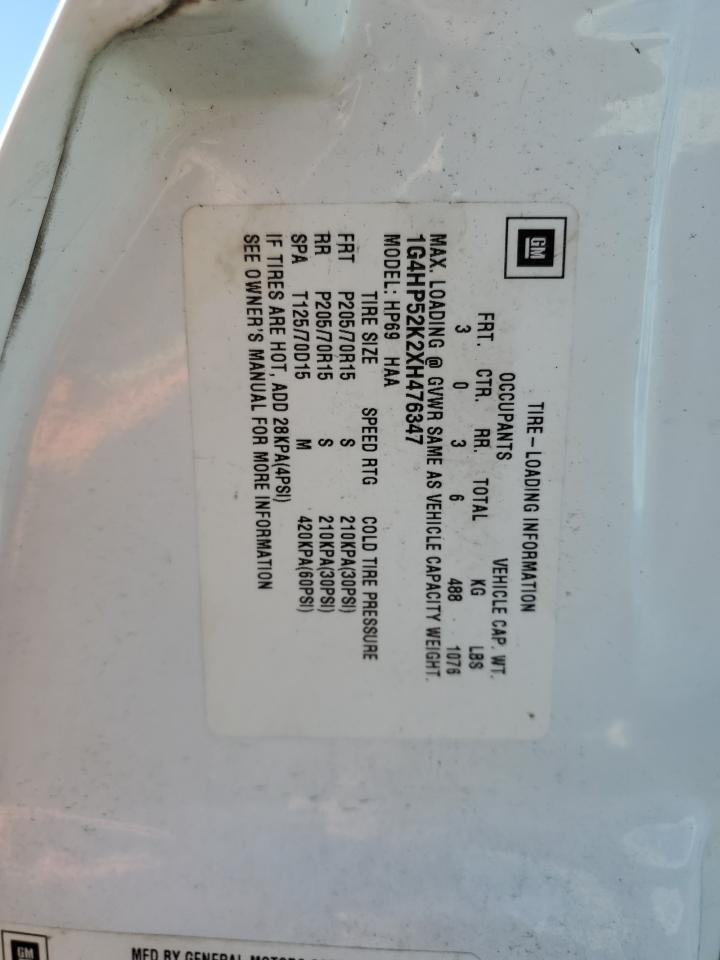 GM
TIRE-LOADING INFORMATION
OCCUPANTS VEHICLE CAP. WT.
FRT. CTR. RR. TOTAL KG LBS
3 0 3 6 488 1076
MAX. LOADING @ GVWR SAME AS VEHICLE CAPACITY WEIGHT.
1G4HP52K2XH476347
MODEL: HP69 HAA
TIRE SIZE SPEED RTG COLD TIRE PRESSURE
FRT P205/70R15 S 210KPA(30PSI)
RR P205/70R15 S 210KPA(30PSI)
SPA T125/70D15 M 420KPA(60PSI)
IF TIRES ARE HOT, ADD 28KPA(4PSI)
SEE OWNER'S MANUAL FOR MORE INFORMATION
GM
MFD BY GENERAL MOTORS